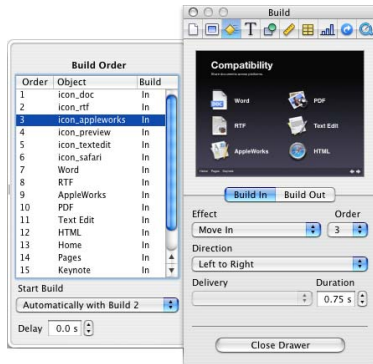 Build
Build Order
Order Object Build
1 icon_doc In
2 icon_rtf In
3 icon_appleworks In
4 icon_preview In
5 icon_textedit In
6 icon_safari In
7 Word In
8 RTF In
9 AppleWorks In
10 PDF In
11 Text Edit In
12 HTML In
13 Home In
14 Pages In
15 Keynote In
Start Build
Automatically with Build 2
Delay 0.0 s
Compatibility
Word PDF
RTF Text Edit
AppleWorks HTML
Home Pages Keynote
Build In Build Out
Effect Order
Move In 3
Direction
Left to Right
Delivery Duration
0.75 s
Close Drawer